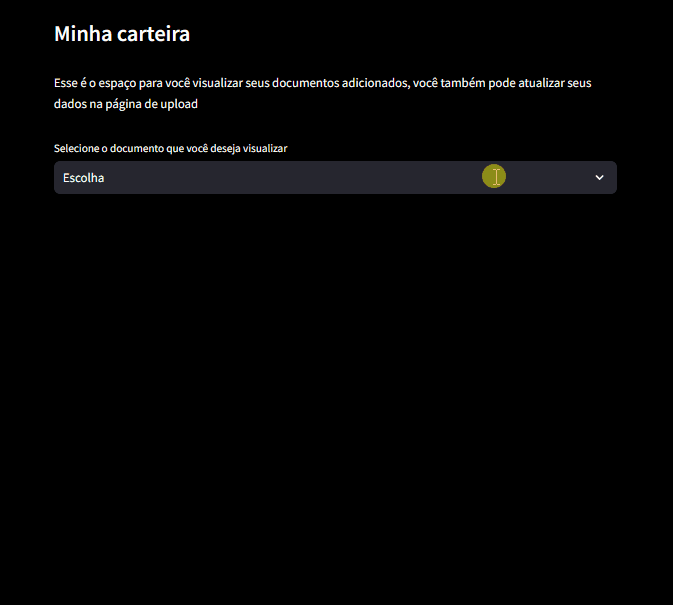 Minha carteira
Esse é o espaço para você visualizar seus documentos adicionados, você também pode atualizar seus
dados na página de upload
Selecione o documento que você deseja visualizar
Escolha